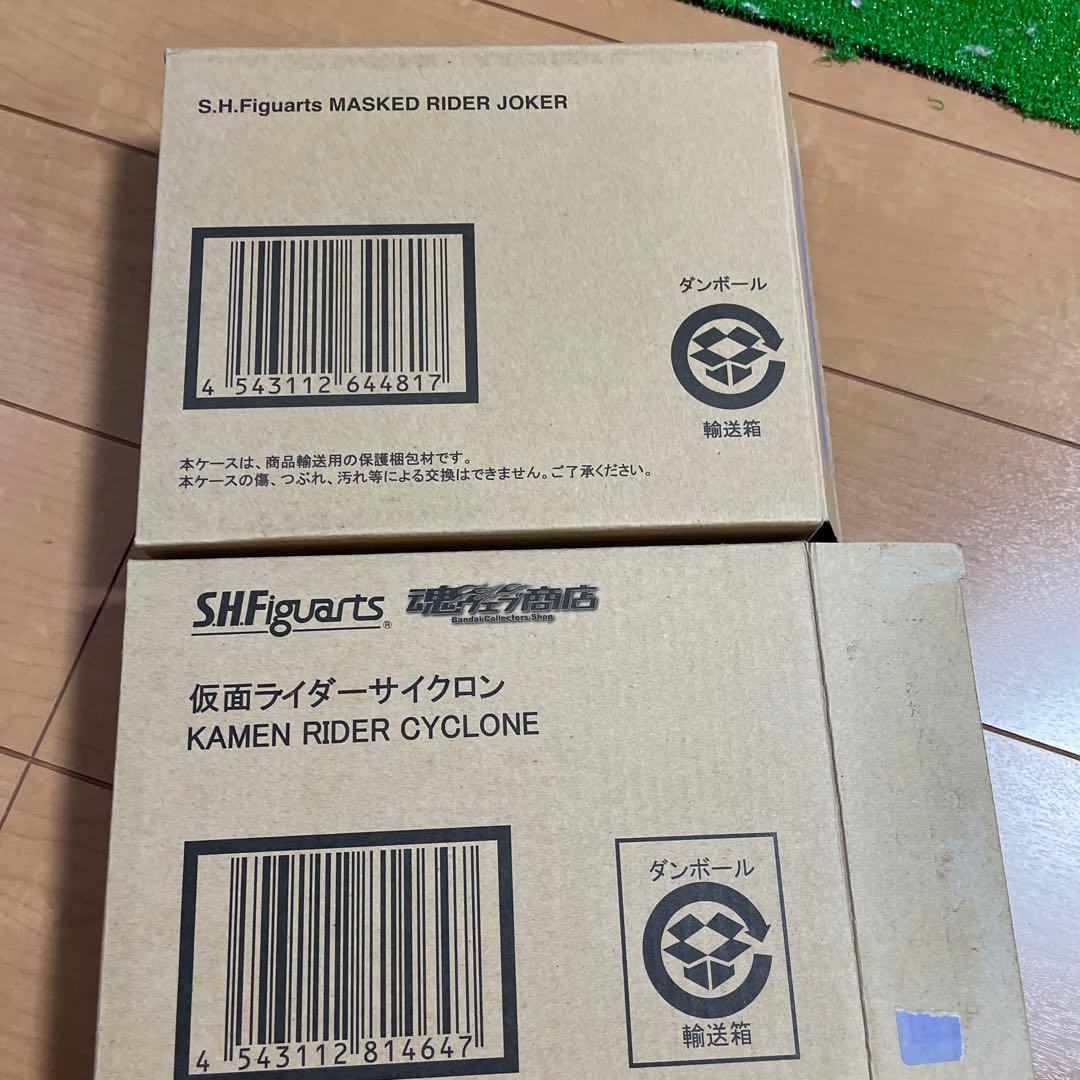 S.H.Figuarts MASKED RIDER JOKER
4 543112 644817
ダンボール
輸送箱
本ケースは、商品輸送用の保護梱包材です。
本ケースの傷、つぶれ、汚れ等による交換はできません。ご了承ください。
S.H.Figuarts®
魂ウェブ商店
Bandai Collectors Shop
仮面ライダーサイクロン
KAMEN RIDER CYCLONE
4 543112 814647
ダンボール
輸送箱